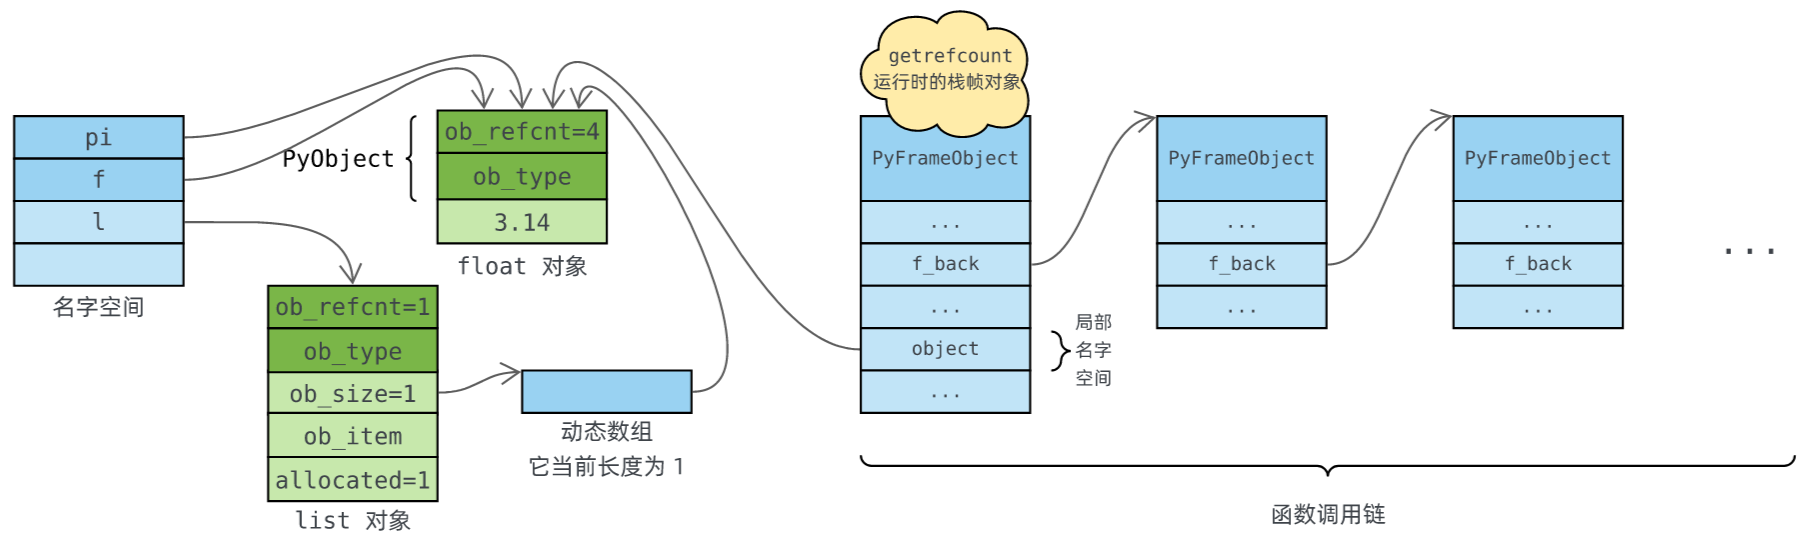 pi
f
l
名字空间
PyObject
ob_refcnt=4
ob_type
3.14
float 对象
ob_refcnt=1
ob_type
ob_size=1
ob_item
allocated=1
list 对象
动态数组
它当前长度为 1
getrefcount
运行时的栈帧对象
PyFrameObject
...
f_back
...
object
...
局部
名字
空间
PyFrameObject
...
f_back
...
PyFrameObject
...
f_back
...
...
函数调用链